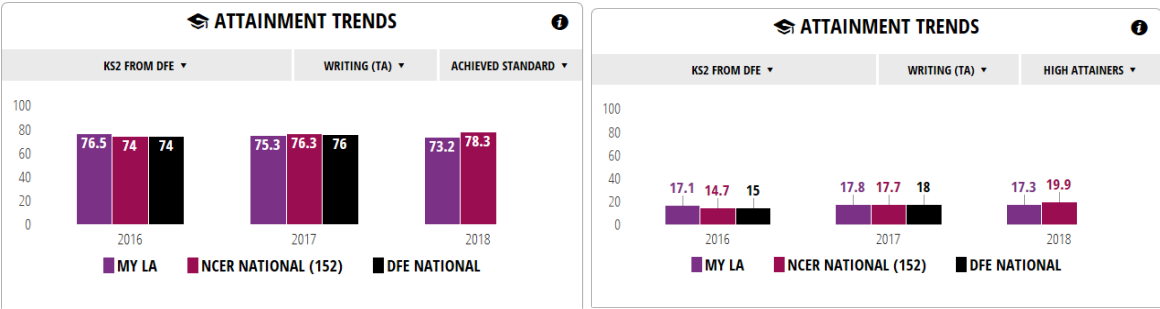 ATTAINMENT TRENDS i
KS2 FROM DFE ▼ WRITING (TA) ▼ ACHIEVED STANDARD ▼
100
80
60
40
20
0
76.5 74 74
75.3 76.3 76
73.2 78.3
2016 2017 2018
MY LA NCER NATIONAL (152) DFE NATIONAL
ATTAINMENT TRENDS i
KS2 FROM DFE ▼ WRITING (TA) ▼ HIGH ATTAINERS ▼
100
80
60
40
20
0
17.1 14.7 15
17.8 17.7 18
17.3 19.9
2016 2017 2018
MY LA NCER NATIONAL (152) DFE NATIONAL